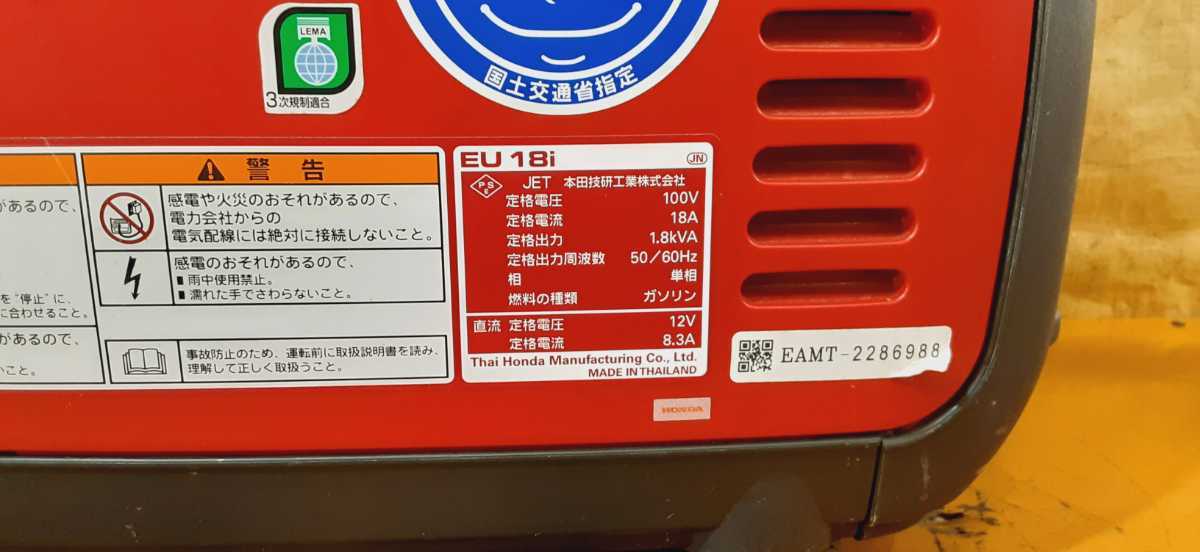 LEMA
3次規制適合
国土交通省指定
があるので、
を “停止” に、
に合わせること。
があるので、
いこと。
警告
感電や火災のおそれがあるので、
電力会社からの
電気配線には絶対に接続しないこと。
感電のおそれがあるので、
■ 雨中使用禁止。
■ 濡れた手でさわらないこと。
事故防止のため、運転前に取扱説明書を読み、
理解して正しく取扱うこと。
EU 18i JN
PSE JET 本田技研工業株式会社
定格電圧 100V
定格電流 18A
定格出力 1.8kVA
定格出力周波数 50/60Hz
相 単相
燃料の種類 ガソリン
直流 定格電圧 12V
定格電流 8.3A
Thai Honda Manufacturing Co., Ltd.
MADE IN THAILAND
EAMT-2286988
HONDA